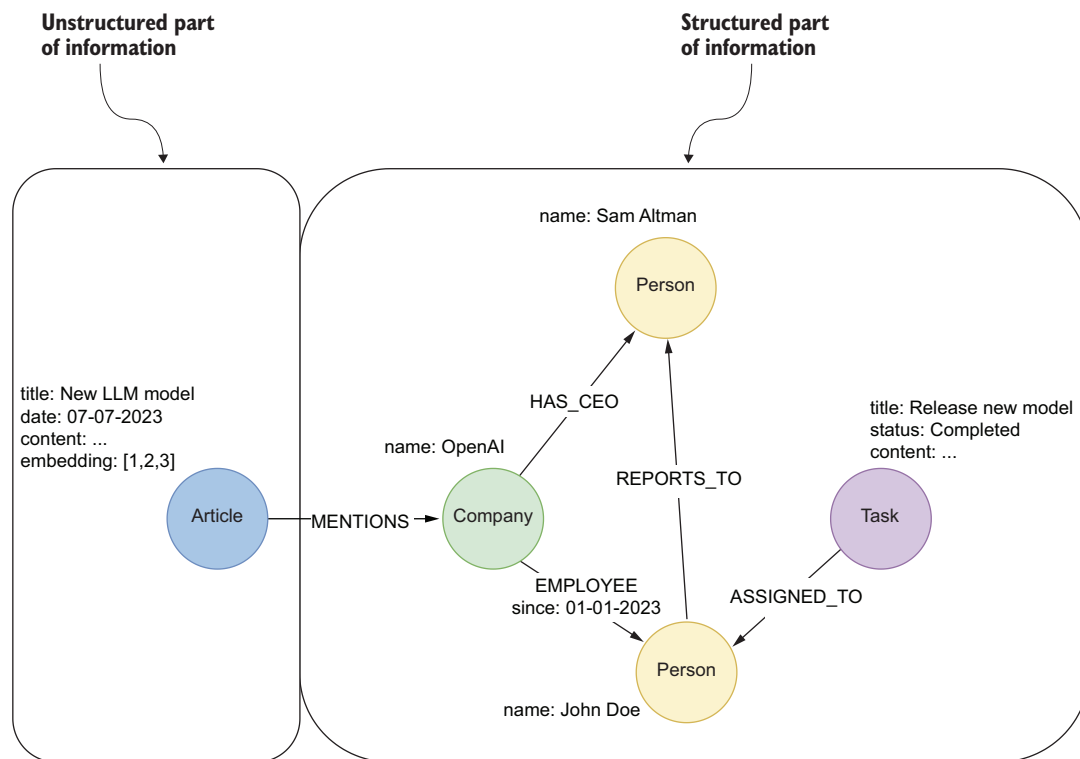 Unstructured part
of information
Structured part
of information
name: Sam Altman
Person
title: New LLM model
date: 07-07-2023
content: ...
embedding: [1,2,3]
HAS_CEO
title: Release new model
status: Completed
content: ...
name: OpenAI
REPORTS_TO
Article
MENTIONS
Company
Task
EMPLOYEE
since: 01-01-2023
ASSIGNED_TO
Person
name: John Doe